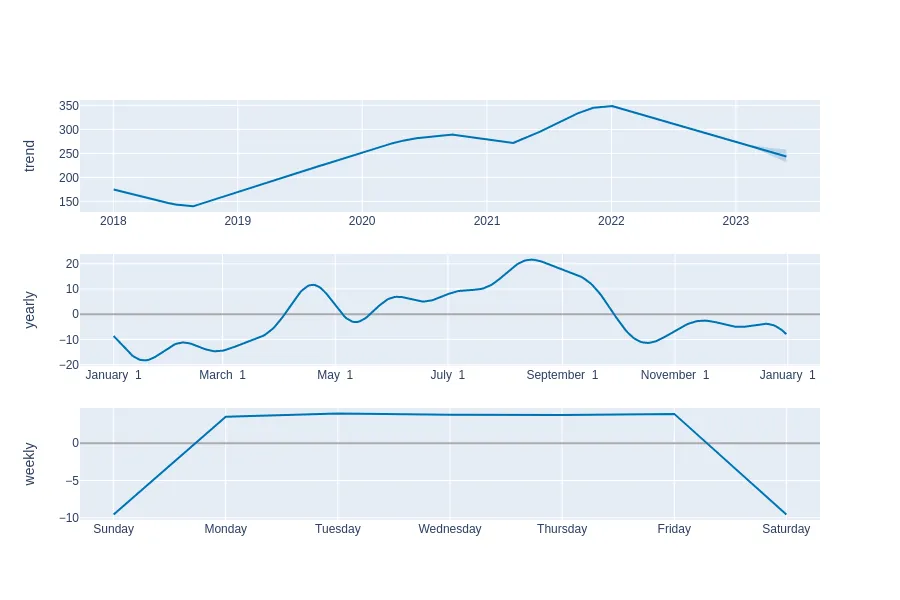 trend
350
300
250
200
150
2018 2019 2020 2021 2022 2023
yearly
20
10
0
−10
−20
January 1 March 1 May 1 July 1 September 1 November 1 January 1
weekly
0
−5
−10
Sunday Monday Tuesday Wednesday Thursday Friday Saturday